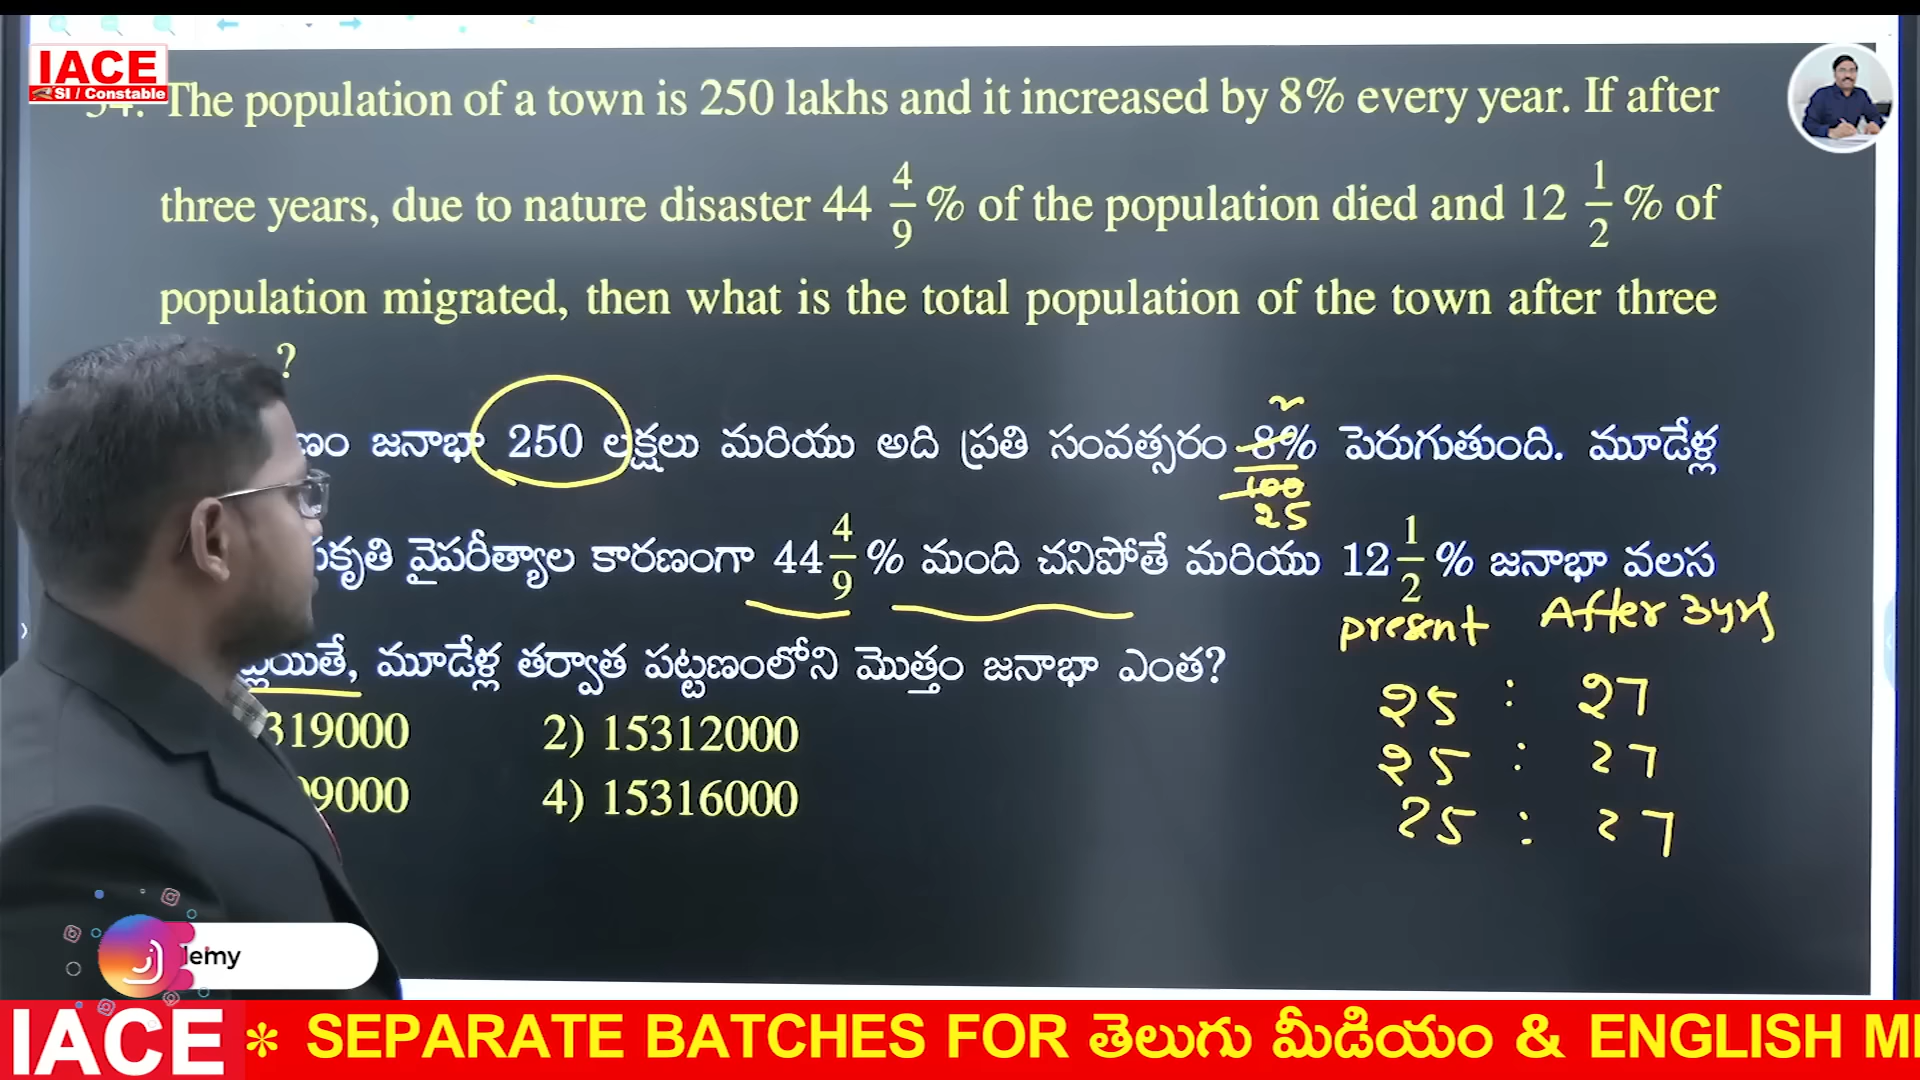 IACE
SI / Constable
The population of a town is 250 lakhs and it increased by 8% every year. If after
three years, due to nature disaster 44 4/9 % of the population died and 12 1/2 % of
population migrated, then what is the total population of the town after three
?
జనాభా 250 లక్షలు మరియు అది ప్రతి సంవత్సరం 8% పెరుగుతుంది. మూడేళ్ల
2
100
25
వైపరీత్యాల కారణంగా 44 4/9 % మంది చనిపోతే మరియు 12 1/2 % జనాభా వలస
present After 3yrs
మూడేళ్ల తర్వాత పట్టణంలోని మొత్తం జనాభా ఎంత?
25 : 27
319000 2) 15312000
25 : 27
9000 4) 15316000
25 : 27
lemy
IACE * SEPARATE BATCHES FOR తెలుగు మీడియం & ENGLISH